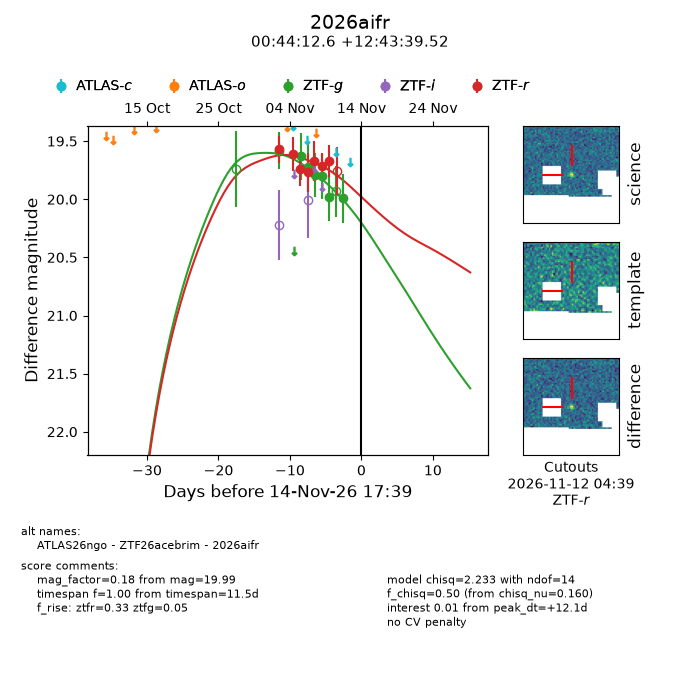 2026aifr
00:44:12.6 +12:43:39.52
ATLAS-c
ATLAS-o
ZTF-g
ZTF-i
ZTF-r
15 Oct
25 Oct
04 Nov
14 Nov
24 Nov
19.5
20.0
20.5
21.0
21.5
22.0
Difference magnitude
−30
−20
−10
0
10
Days before 14-Nov-26 17:39
science
template
difference
Cutouts
2026-11-12 04:39
ZTF-r
alt names:
ATLAS26ngo - ZTF26acebrim - 2026aifr
score comments:
mag_factor=0.18 from mag=19.99
timespan f=1.00 from timespan=11.5d
f_rise: ztfr=0.33 ztfg=0.05
model chisq=2.233 with ndof=14
f_chisq=0.50 (from chisq_nu=0.160)
interest 0.01 from peak_dt=+12.1d
no CV penalty